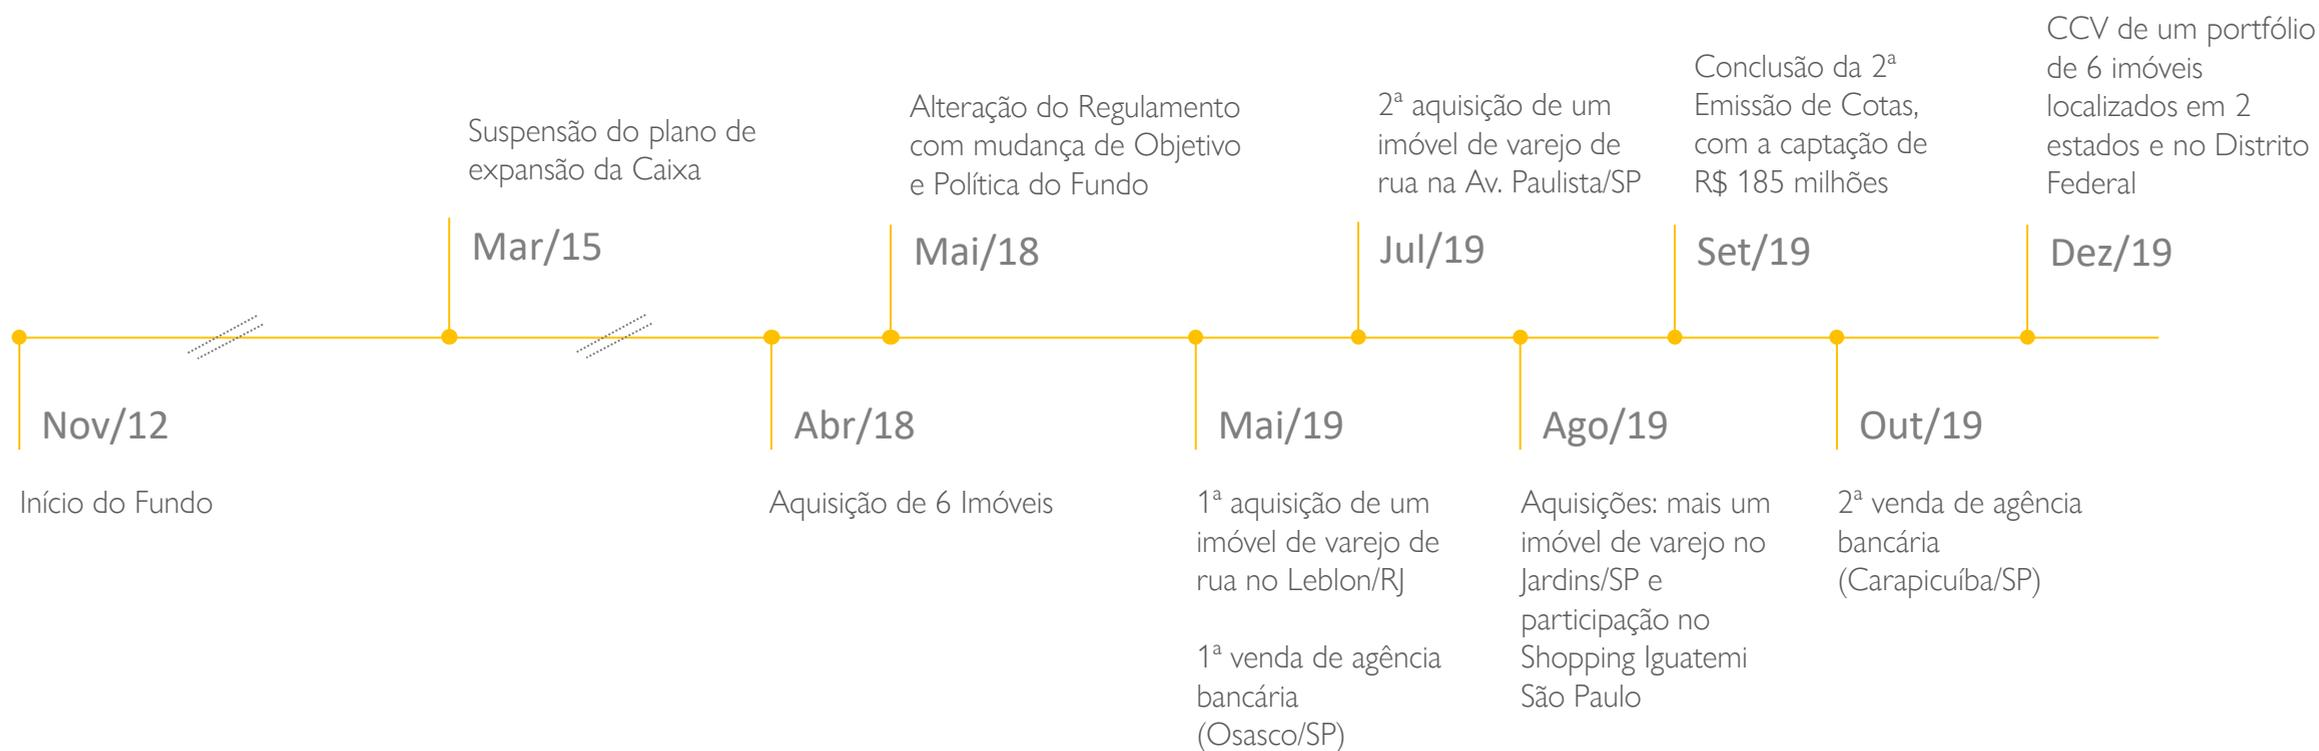 Nov/12
Início do Fundo
Suspensão do plano de
expansão da Caixa
Mar/15
Abr/18
Aquisição de 6 Imóveis
Alteração do Regulamento
com mudança de Objetivo
e Política do Fundo
Mai/18
Mai/19
1ª aquisição de um
imóvel de varejo de
rua no Leblon/RJ
1ª venda de agência
bancária
(Osasco/SP)
2ª aquisição de um
imóvel de varejo de
rua na Av. Paulista/SP
Jul/19
Ago/19
Aquisições: mais um
imóvel de varejo no
Jardins/SP e
participação no
Shopping Iguatemi
São Paulo
Conclusão da 2ª
Emissão de Cotas,
com a captação de
R$ 185 milhões
Set/19
Out/19
2ª venda de agência
bancária
(Carapicuíba/SP)
CCV de um portfólio
de 6 imóveis
localizados em 2
estados e no Distrito
Federal
Dez/19